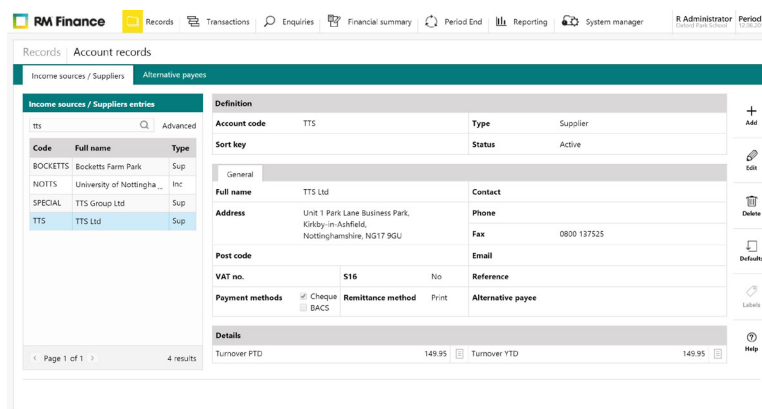 RM Finance Records Transactions Enquiries Financial summary Period End Reporting System manager R Administrator Period
Oxford Park School 12.08.20
Records Account records
Income sources / Suppliers Alternative payees
Income sources / Suppliers entries
tts Advanced
Code Full name Type
BOCKETTS Bocketts Farm Park Sup
NOTTS University of Nottingha ... Inc
SPECIAL TTS Group Ltd Sup
TTS TTS Ltd Sup
< Page 1 of 1 > 4 results
Definition
Account code TTS Type Supplier
Sort key Status Active
General
Full name TTS Ltd Contact
Address Unit 1 Park Lane Business Park, Phone
Kirkby-in-Ashfield,
Nottinghamshire, NG17 9GU Fax 0800 137525
Post code Email
VAT no. S16 No Reference
Payment methods Cheque Remittance method Print Alternative payee
BACS
Details
Turnover PTD 149.95 Turnover YTD 149.95
Add
Edit
Delete
Defaults
Labels
Help